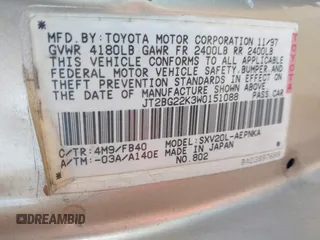 MFD. BY: TOYOTA MOTOR CORPORATION 11/97
GVWR 4180LB GAWR FR 2400LB RR 2400LB
THIS VEHICLE CONFORMS TO ALL APPLICABLE
FEDERAL MOTOR VEHICLE SAFETY, BUMPER, AND
THEFT PREVENTION STANDARDS IN EFFECT ON
THE DATE OF MANUFACTURE SHOWN ABOVE.
JT2BG22K3W0151088 PASS. CAR
SXV20L-AEPNKA
C/TR: 4M9/FB40 MADE IN JAPAN
A/TM: -03A/A140E NO.802
TOYOTA
DUREDAMBID